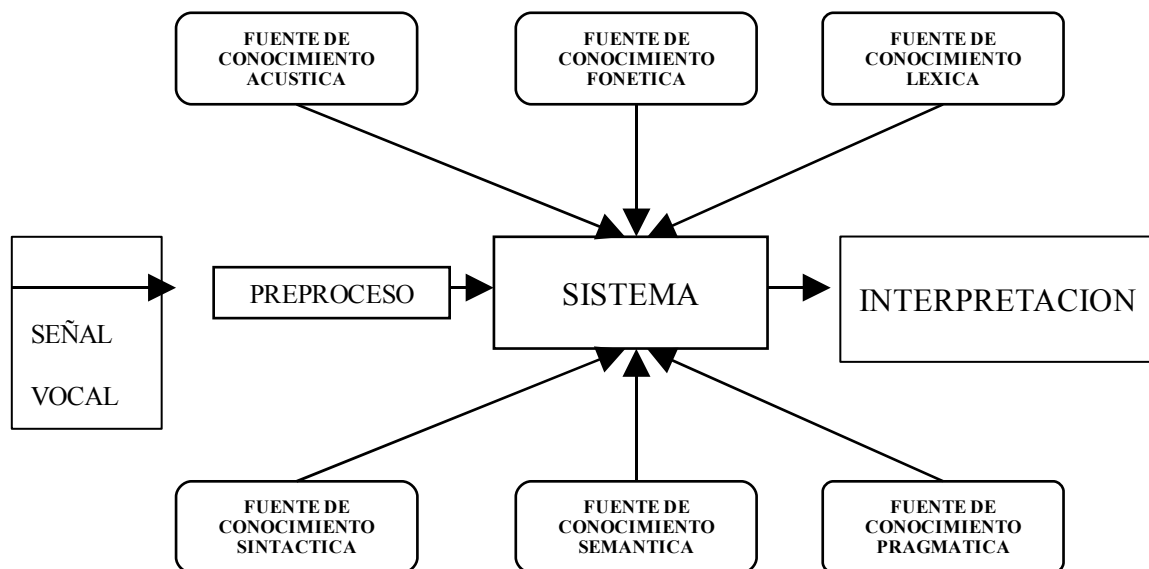 FUENTE DE
CONOCIMIENTO
ACUSTICA
FUENTE DE
CONOCIMIENTO
FONETICA
FUENTE DE
CONOCIMIENTO
LEXICA
SEÑAL
VOCAL
PREPROCESO
SISTEMA
INTERPRETACION
FUENTE DE
CONOCIMIENTO
SINTACTICA
FUENTE DE
CONOCIMIENTO
SEMANTICA
FUENTE DE
CONOCIMIENTO
PRAGMATICA